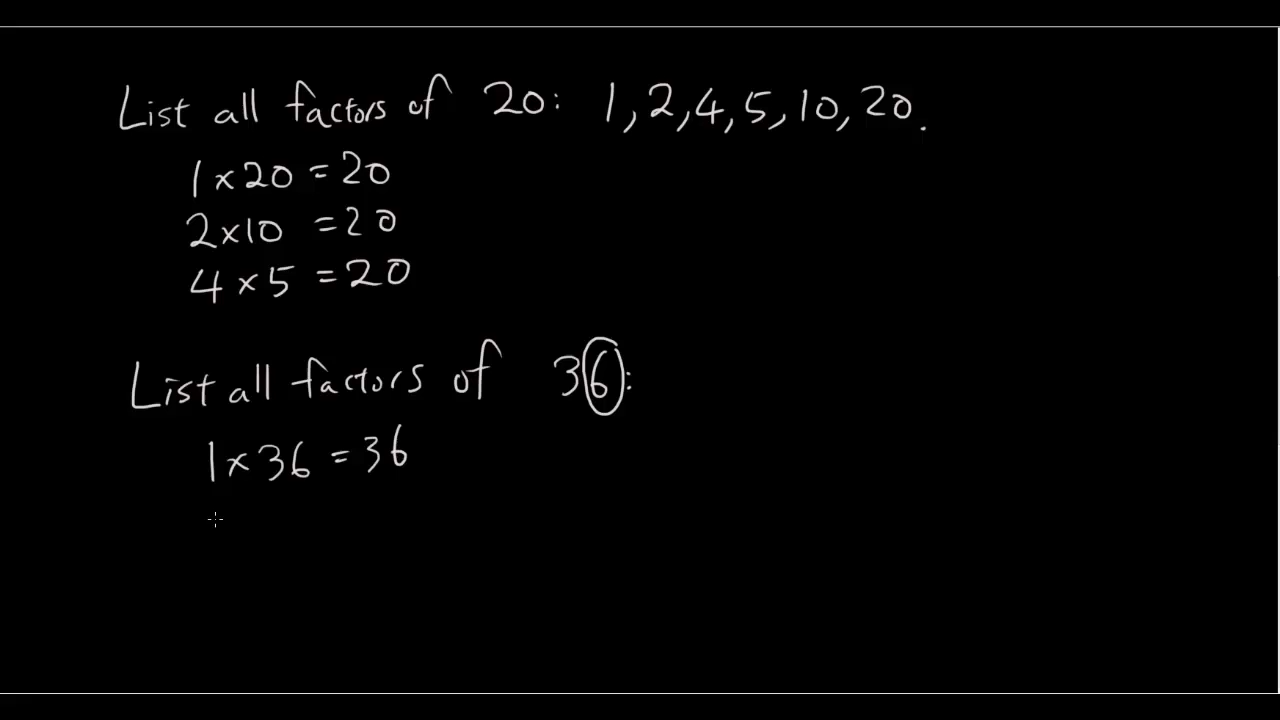 List all factors of 20: 1, 2, 4, 5, 10, 20.
1 × 20 = 20
2 × 10 = 20
4 × 5 = 20
List all factors of 36:
1 × 36 = 36